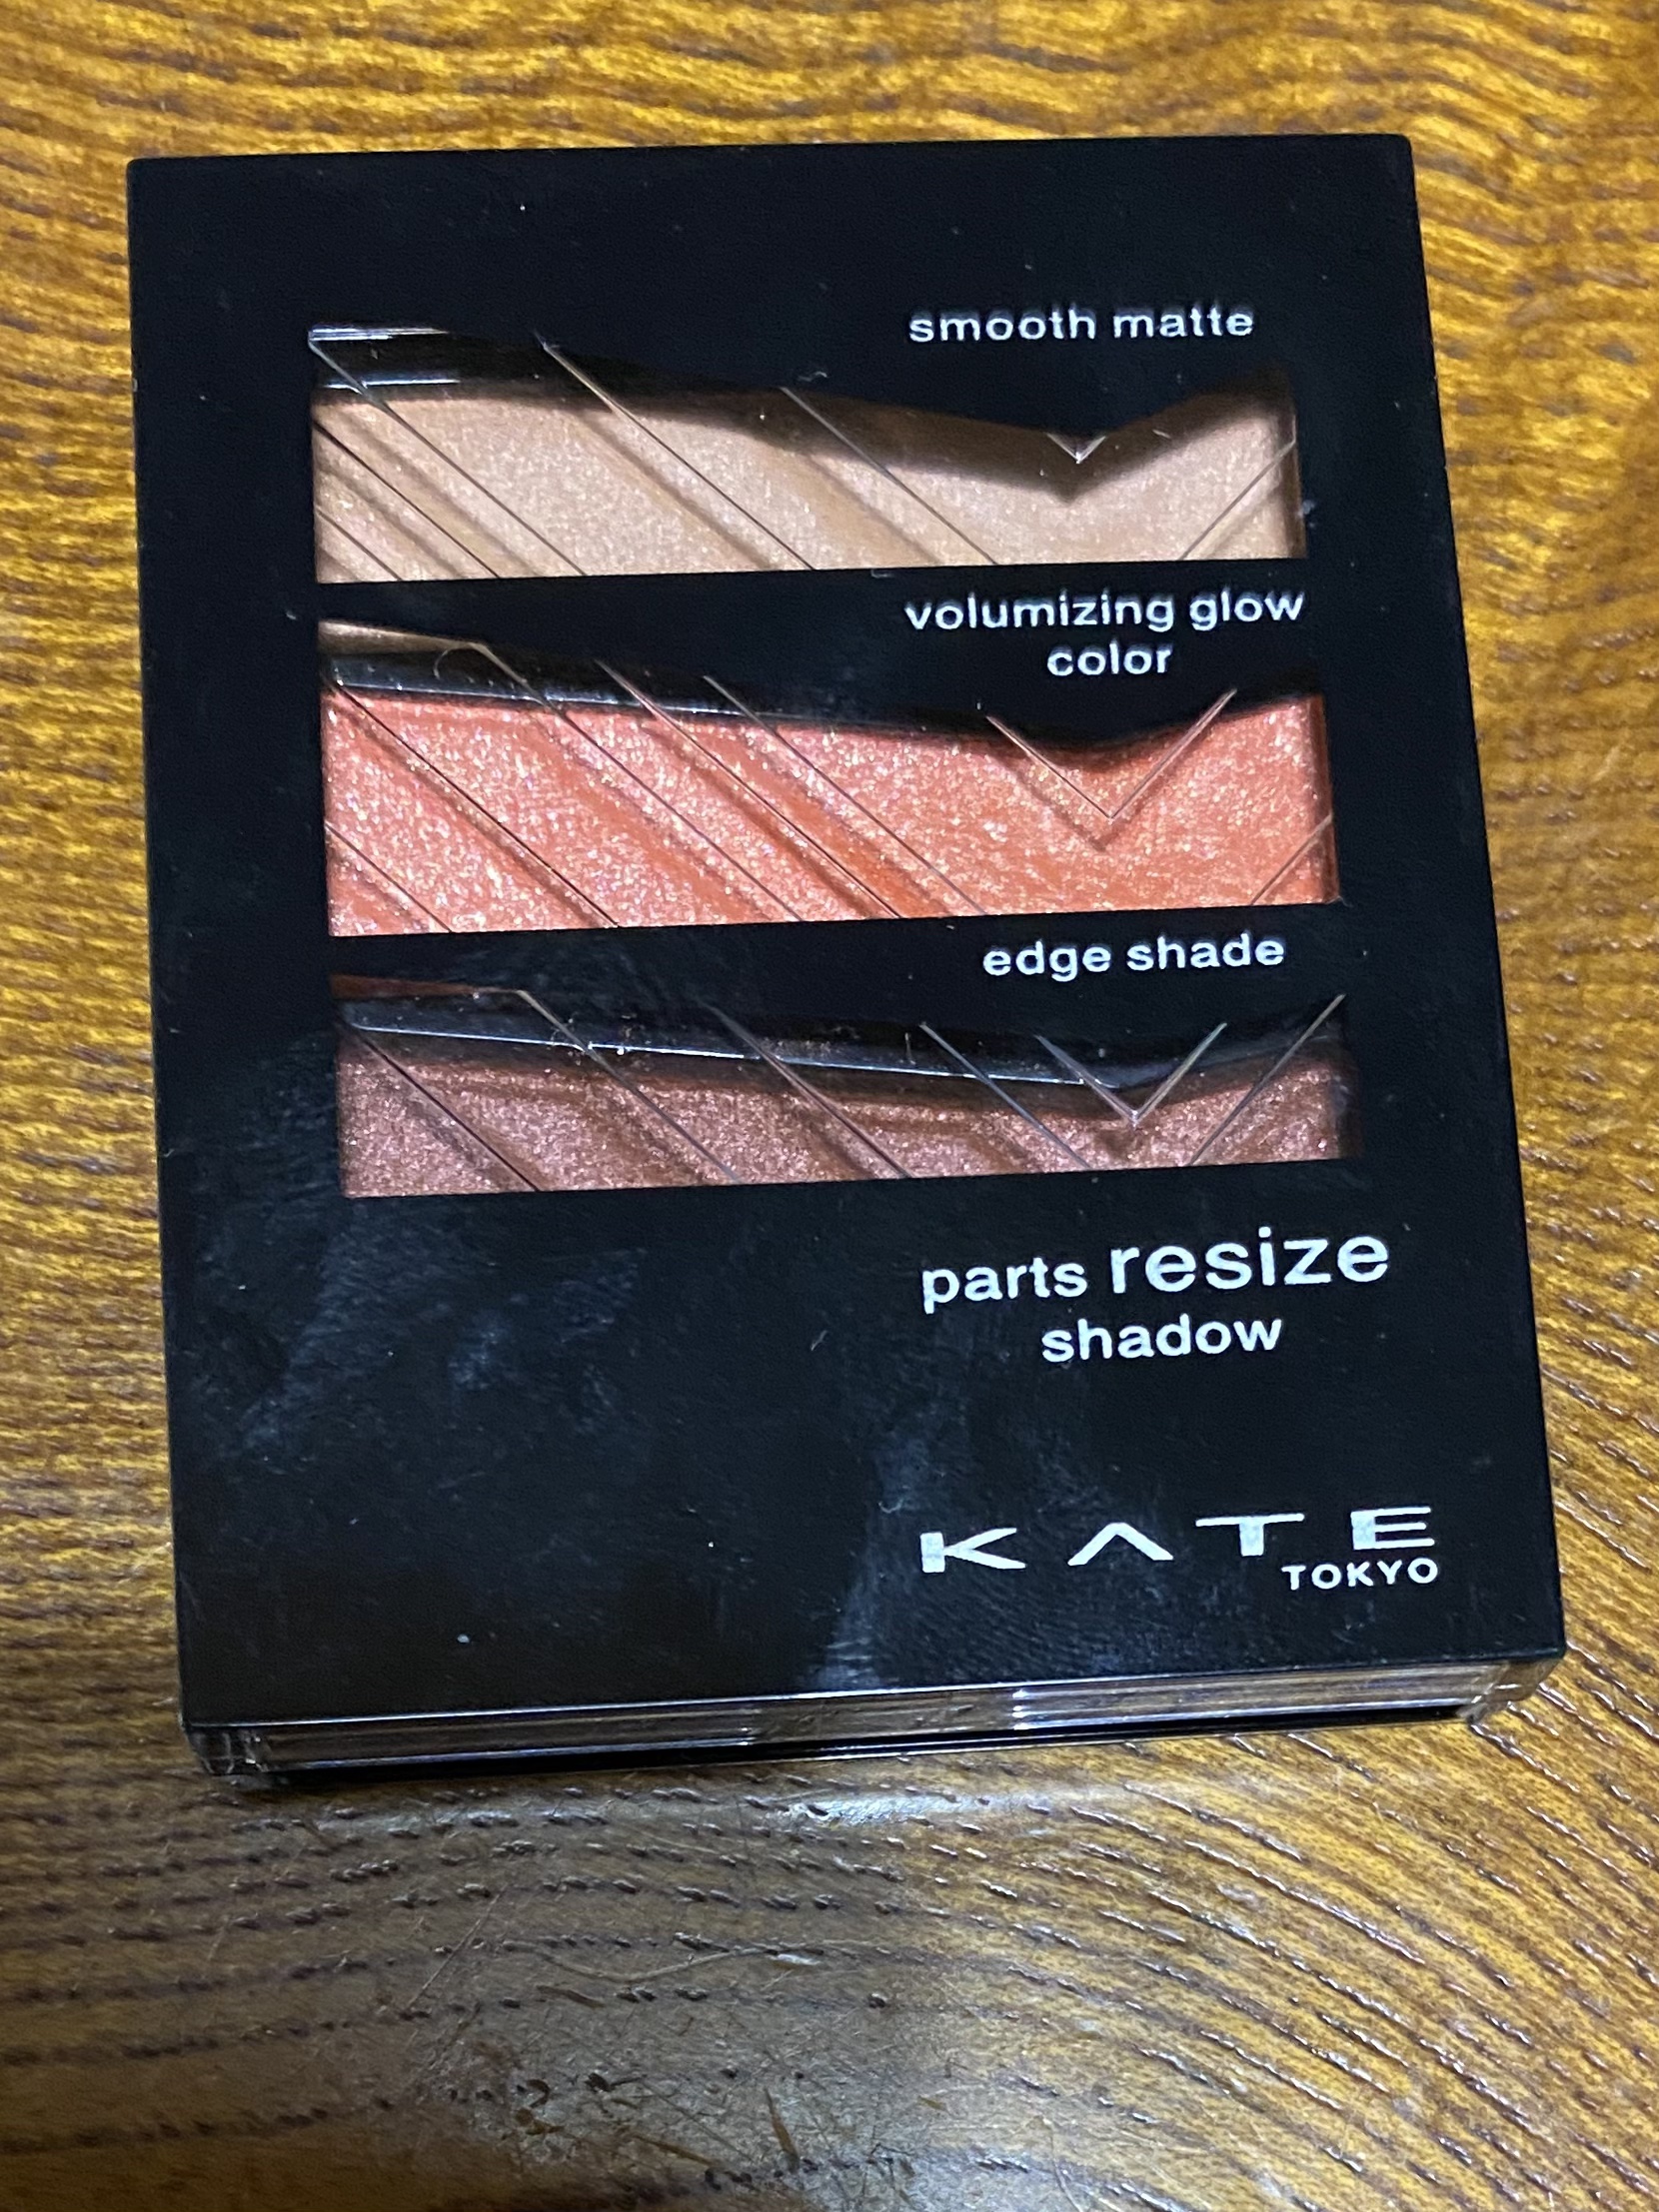 smooth matte
volumizing glow
color
edge shade
parts resize
shadow
KATE
TOKYO